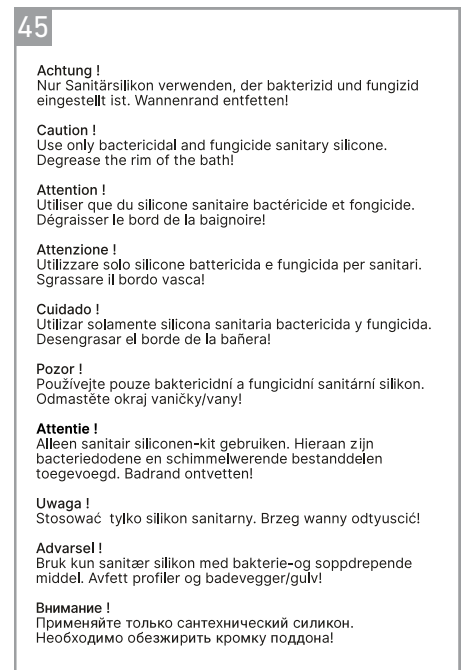 45
Achtung !
Nur Sanitärsilikon verwenden, der bakterizid und fungizid
eingestellt ist. Wannenrand entfetten!
Caution !
Use only bactericidal and fungicide sanitary silicone.
Degrease the rim of the bath!
Attention !
Utiliser que du silicone sanitaire bactéricide et fongicide.
Dégraisser le bord de la baignoire!
Attenzione !
Utilizzare solo silicone battericida e fungicida per sanitari.
Sgrassare il bordo vasca!
Cuidado !
Utilizar solamente silicona sanitaria bactericida y fungicida.
Desengrasar el borde de la bañera!
Pozor !
Používejte pouze baktericidní a fungicidní sanitární silikon.
Odmastěte okraj vaničky/vany!
Attentie !
Alleen sanitair siliconen-kit gebruiken. Hieraan zijn
bacteriedodene en schimmelwerende bestanddelen
toegevoegd. Badrand ontvetten!
Uwaga !
Stosować tylko silikon sanitarny. Brzeg wanny odtyuscić!
Advarsel !
Bruk kun sanitær silikon med bakterie-og soppdrepende
middel. Avfett profiler og badevegger/gulv!
Внимание !
Применяйте только сантехнический силикон.
Необходимо обезжирить кромку поддона!